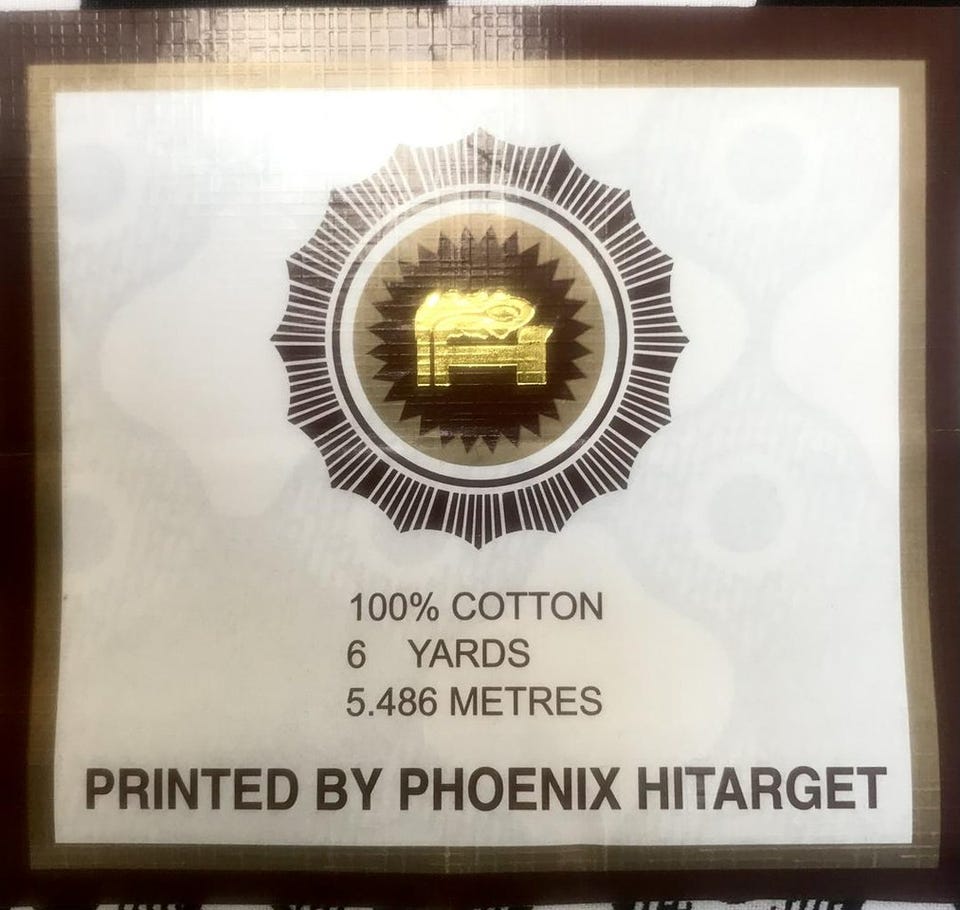 100% COTTON
6 YARDS
5.486 METRES
PRINTED BY PHOENIX HITARGET